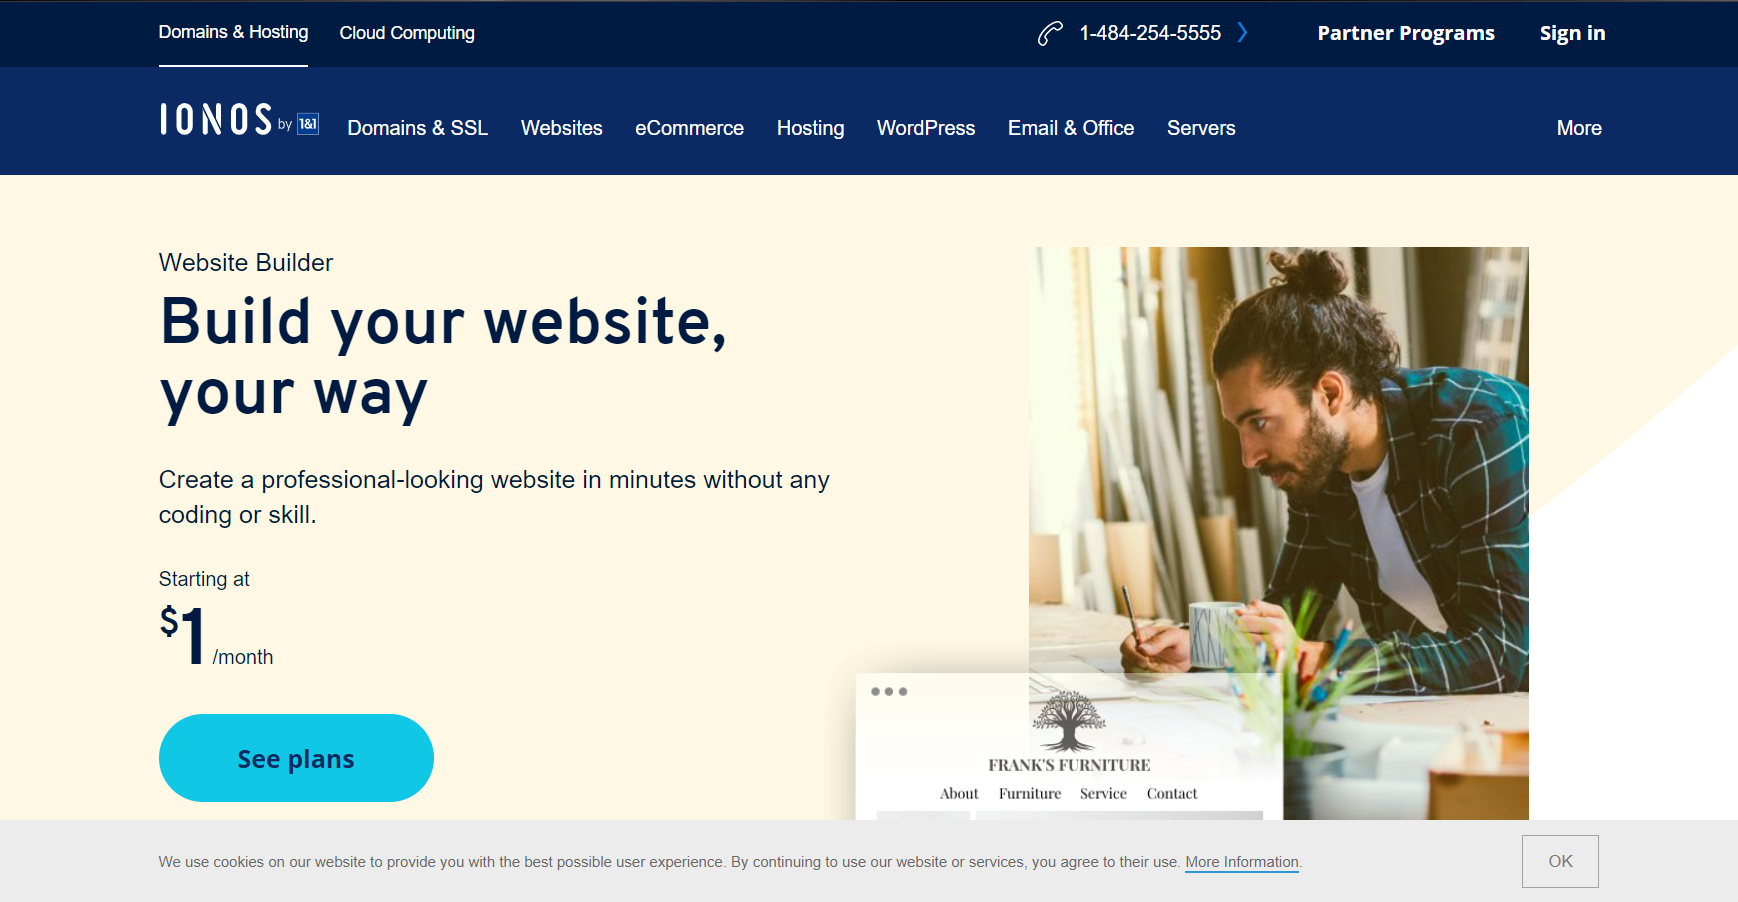 Domains & Hosting
Cloud Computing
1-484-254-5555
Partner Programs
Sign in
IONOS by 1&1
Domains & SSL
Websites
eCommerce
Hosting
WordPress
Email & Office
Servers
More
Website Builder
Build your website,
your way
Create a professional-looking website in minutes without any
coding or skill.
Starting at
$1/month
See plans
FRANK'S FURNITURE
About Furniture Service Contact
We use cookies on our website to provide you with the best possible user experience. By continuing to use our website or services, you agree to their use. More Information.
OK